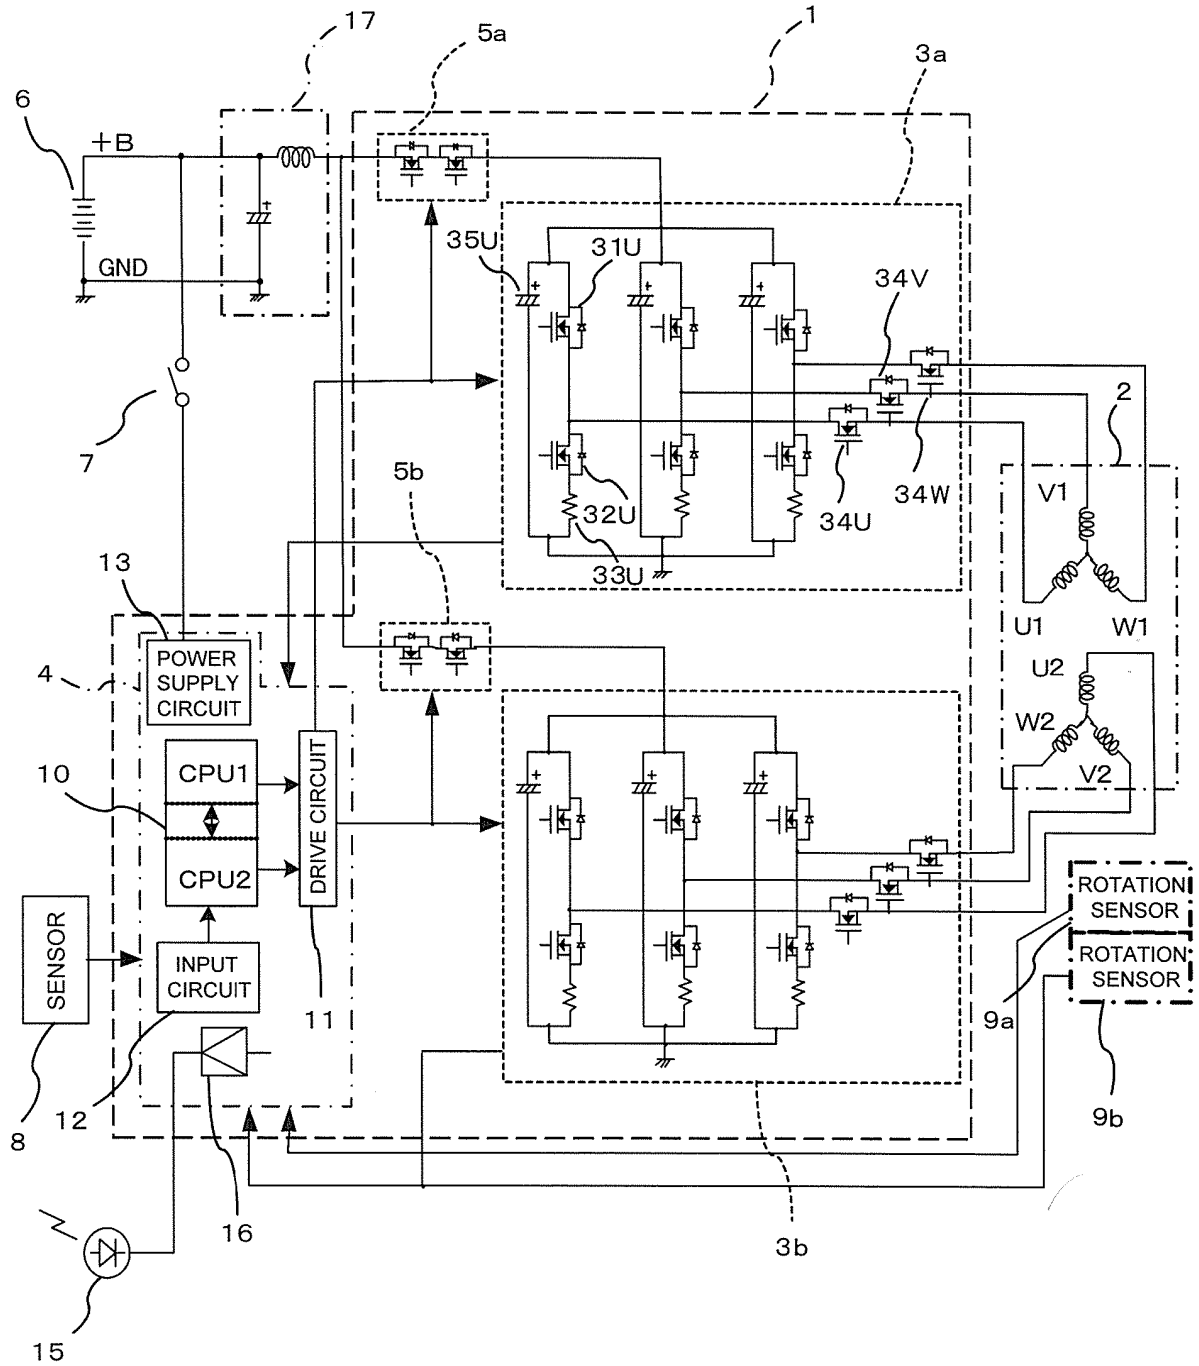 17
5a
1
3a
6
+B
GND
35U
31U
34V
7
2
5b
32U
34U
34W
V1
33U
13
U1
W1
POWER
SUPPLY
CIRCUIT
4
U2
W2
V2
10
CPU1
CPU2
DRIVE CIRCUIT
ROTATION
SENSOR
ROTATION
SENSOR
SENSOR
INPUT
CIRCUIT
11
9a
8
12
9b
16
3b
15